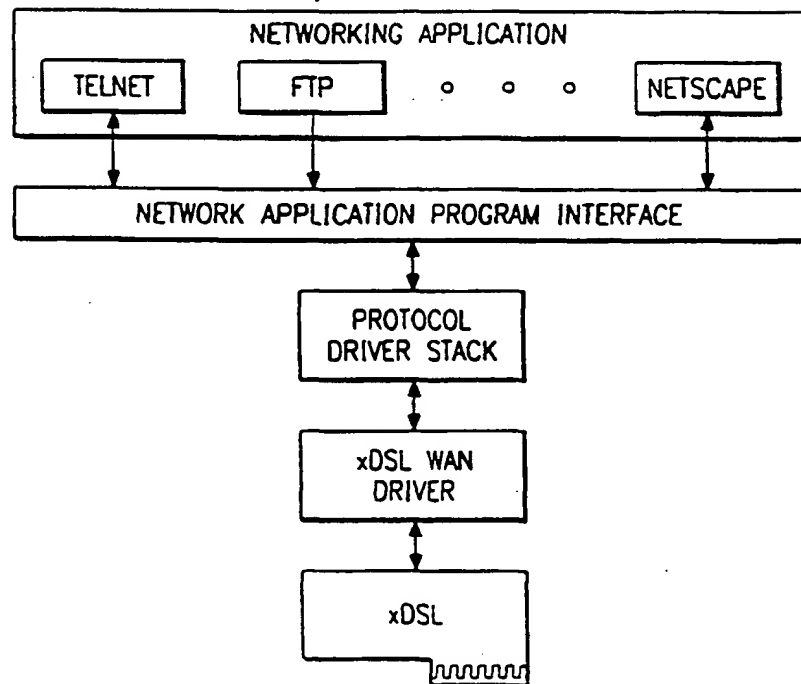 NETWORKING APPLICATION
TELNET
FTP
NETSCAPE
NETWORK APPLICATION PROGRAM INTERFACE
PROTOCOL
DRIVER STACK
xDSL WAN
DRIVER
xDSL